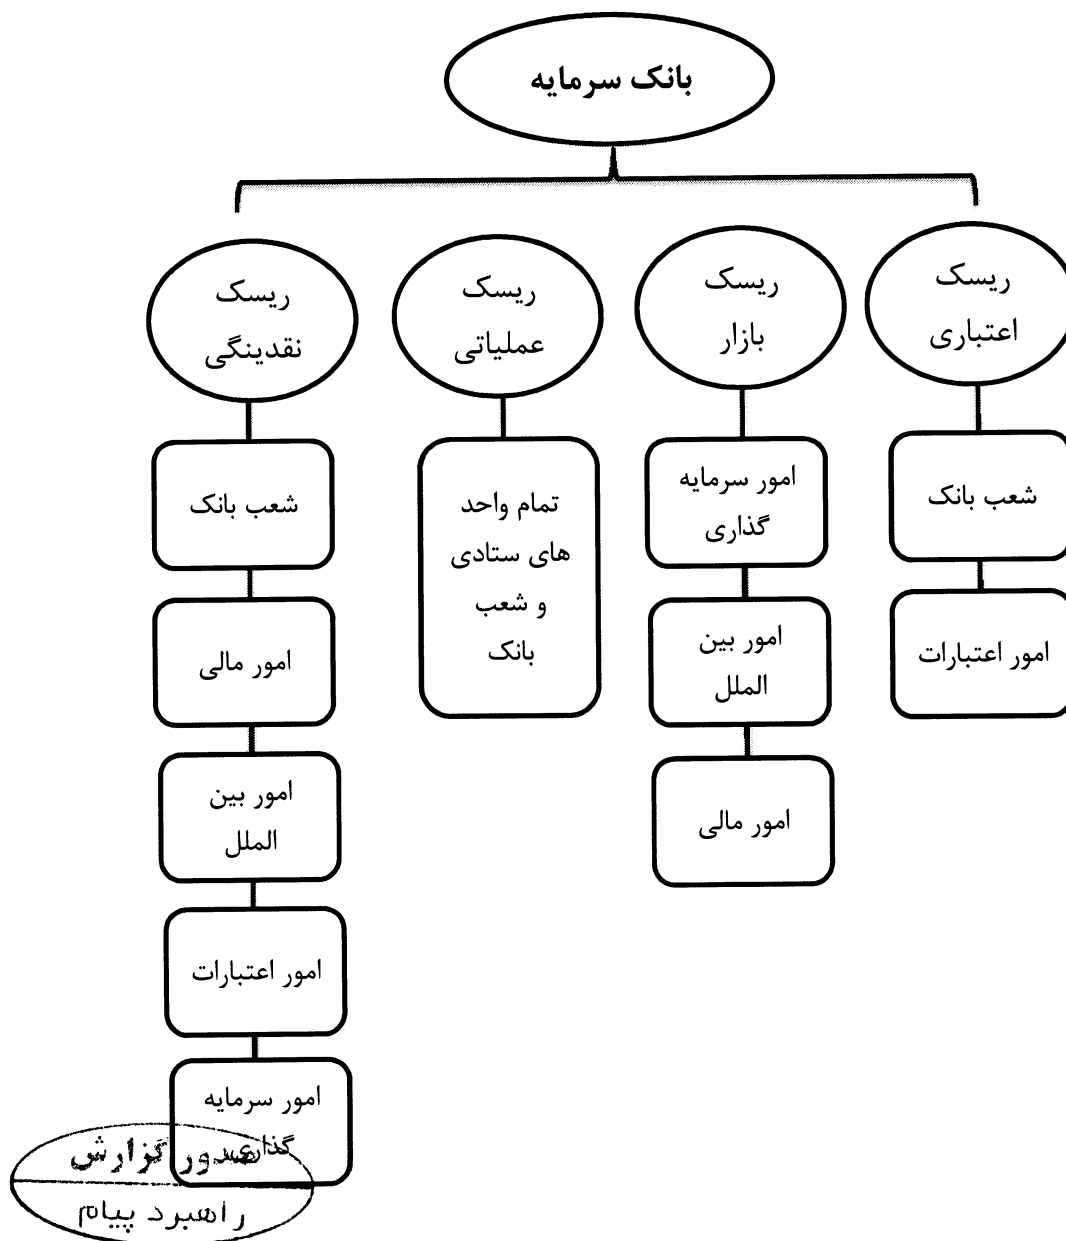 بانک سرمایه
ریسک
اعتباری
شعب بانک
امور اعتبارات
ریسک
بازار
امور سرمایه
گذاری
امور بین
الملل
امور مالی
ریسک
عملیاتی
تمام واحد
های ستادی
و شعب
بانک
ریسک
نقدینگی
شعب بانک
امور مالی
امور بین
الملل
امور اعتبارات
امور سرمایه
گذاری
صدور گزارش
راهبرد پیام